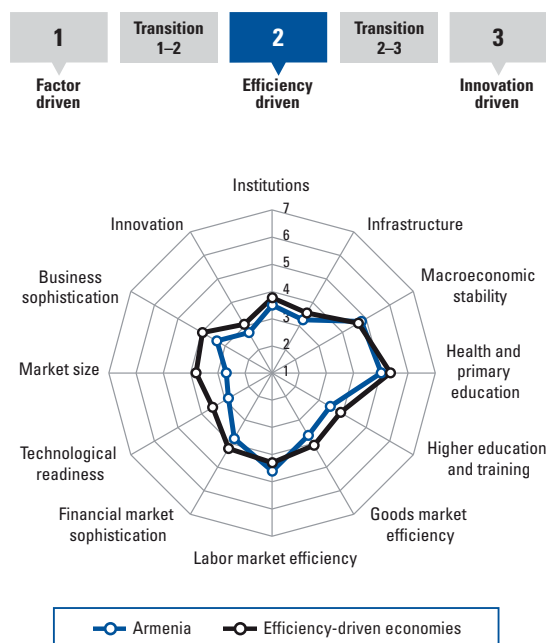 1
Transition
1–2
2
Transition
2–3
3
Factor
driven
Efficiency
driven
Innovation
driven
Institutions
7
6
5
4
3
2
1
Infrastructure
Macroeconomic
stability
Health and
primary
education
Higher education
and training
Goods market
efficiency
Labor market efficiency
Financial market
sophistication
Technological
readiness
Market size
Business
sophistication
Innovation
Armenia
Efficiency-driven economies